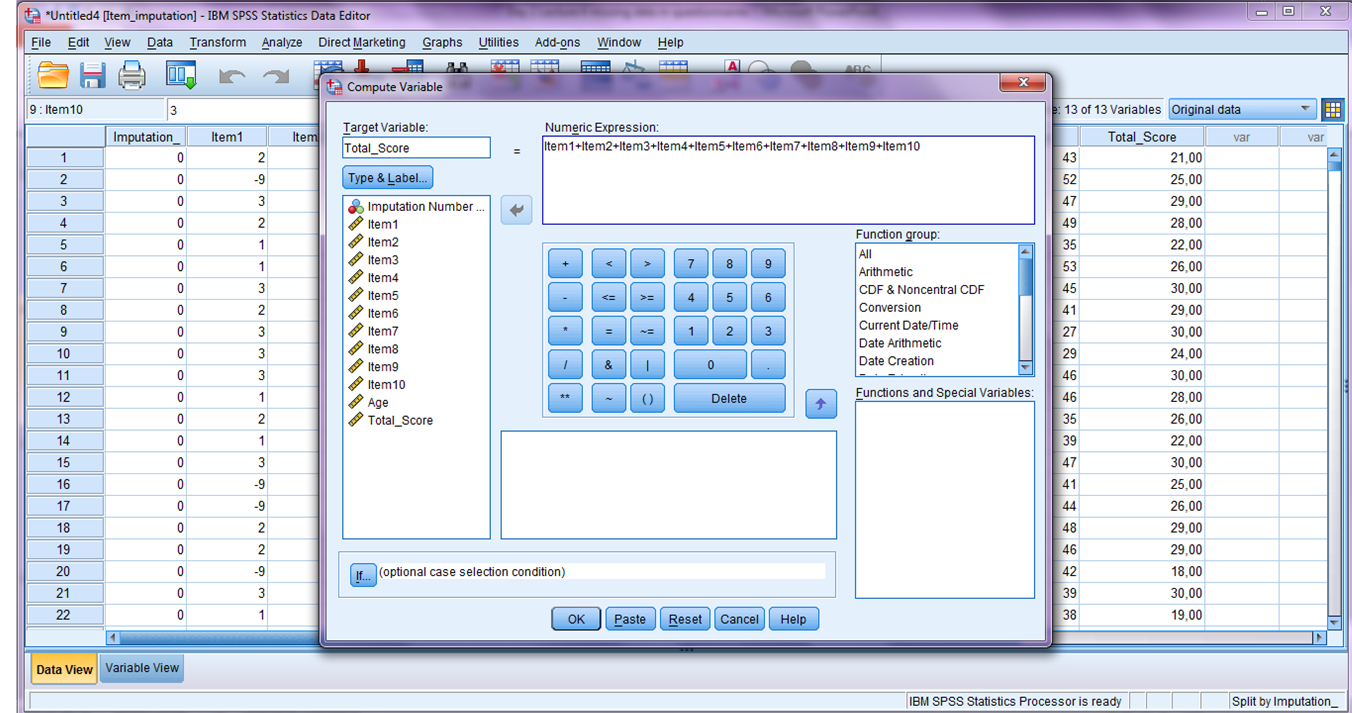 *Untitled4 [Item_imputation] - IBM SPSS Statistics Data Editor
File Edit View Data Transform Analyze Direct Marketing Graphs Utilities Add-ons Window Help
Compute Variable
9 : Item10 3
e: 13 of 13 Variables Original data
Imputation_ Item1 Item Total_Score var var
1 0 2 43 21,00
2 0 -9 52 25,00
3 0 3 47 29,00
4 0 2 49 28,00
5 0 1 35 22,00
6 0 1 53 26,00
7 0 3 45 30,00
8 0 2 41 29,00
9 0 3 27 30,00
10 0 3 29 24,00
11 0 3 46 30,00
12 0 1 46 28,00
13 0 2 35 26,00
14 0 1 39 22,00
15 0 3 47 30,00
16 0 -9 41 25,00
17 0 -9 44 26,00
18 0 2 48 29,00
19 0 2 46 29,00
20 0 -9 42 18,00
21 0 3 39 30,00
22 0 1 38 19,00
Target Variable:
Total_Score
=
Type & Label...
Numeric Expression:
Item1+Item2+Item3+Item4+Item5+Item6+Item7+Item8+Item9+Item10
Imputation Number ...
Item1
Item2
Item3
Item4
Item5
Item6
Item7
Item8
Item9
Item10
Age
Total_Score
+ < > 7 8 9
- <= >= 4 5 6
* = ~= 1 2 3
/ & | 0 .
** ~ ( ) Delete
Function group:
All
Arithmetic
CDF & Noncentral CDF
Conversion
Current Date/Time
Date Arithmetic
Date Creation
Functions and Special Variables:
If... (optional case selection condition)
OK Paste Reset Cancel Help
Data View Variable View
IBM SPSS Statistics Processor is ready Split by Imputation_